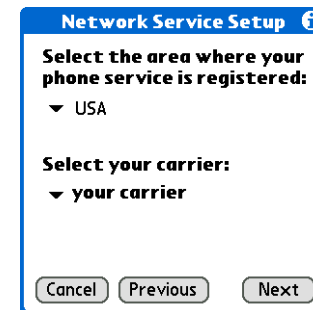 Network Service Setup
Select the area where your
phone service is registered:
USA
Select your carrier:
your carrier
Cancel Previous Next